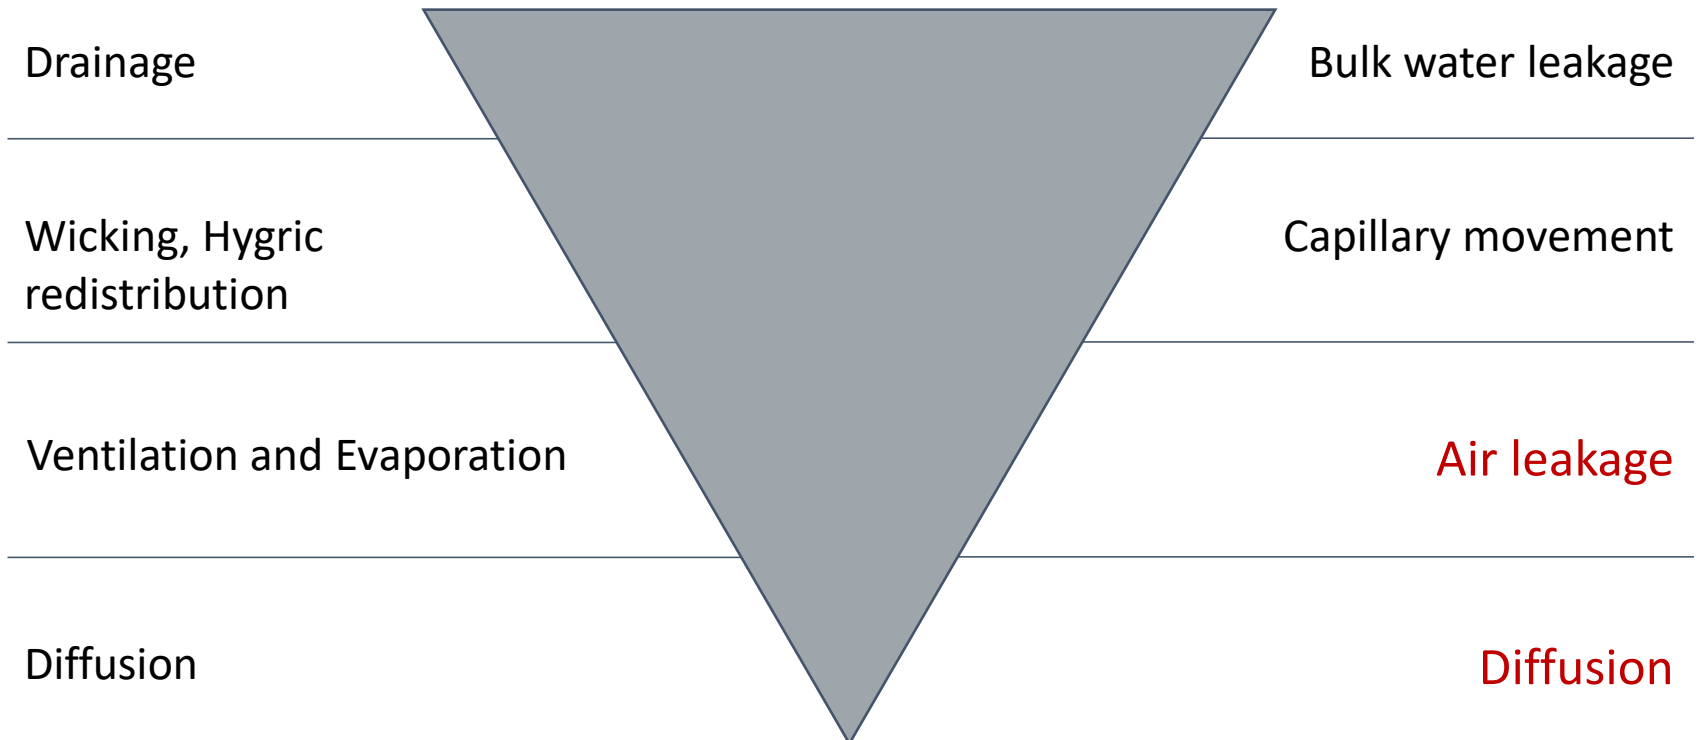 Drainage
Bulk water leakage
Wicking, Hygric
redistribution
Capillary movement
Ventilation and Evaporation
Air leakage
Diffusion
Diffusion